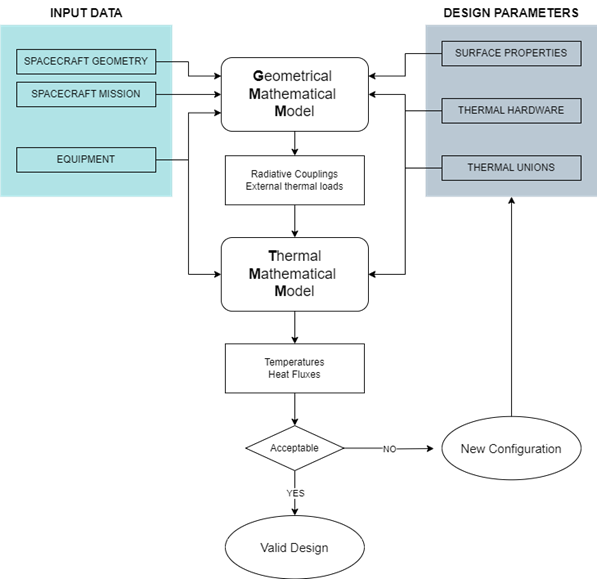 INPUT DATA
DESIGN PARAMETERS
SPACECRAFT GEOMETRY
SPACECRAFT MISSION
EQUIPMENT
Geometrical
Mathematical
Model
SURFACE PROPERTIES
THERMAL HARDWARE
THERMAL UNIONS
Radiative Couplings
External thermal loads
Thermal
Mathematical
Model
Temperatures
Heat Fluxes
Acceptable
NO
New Configuration
YES
Valid Design